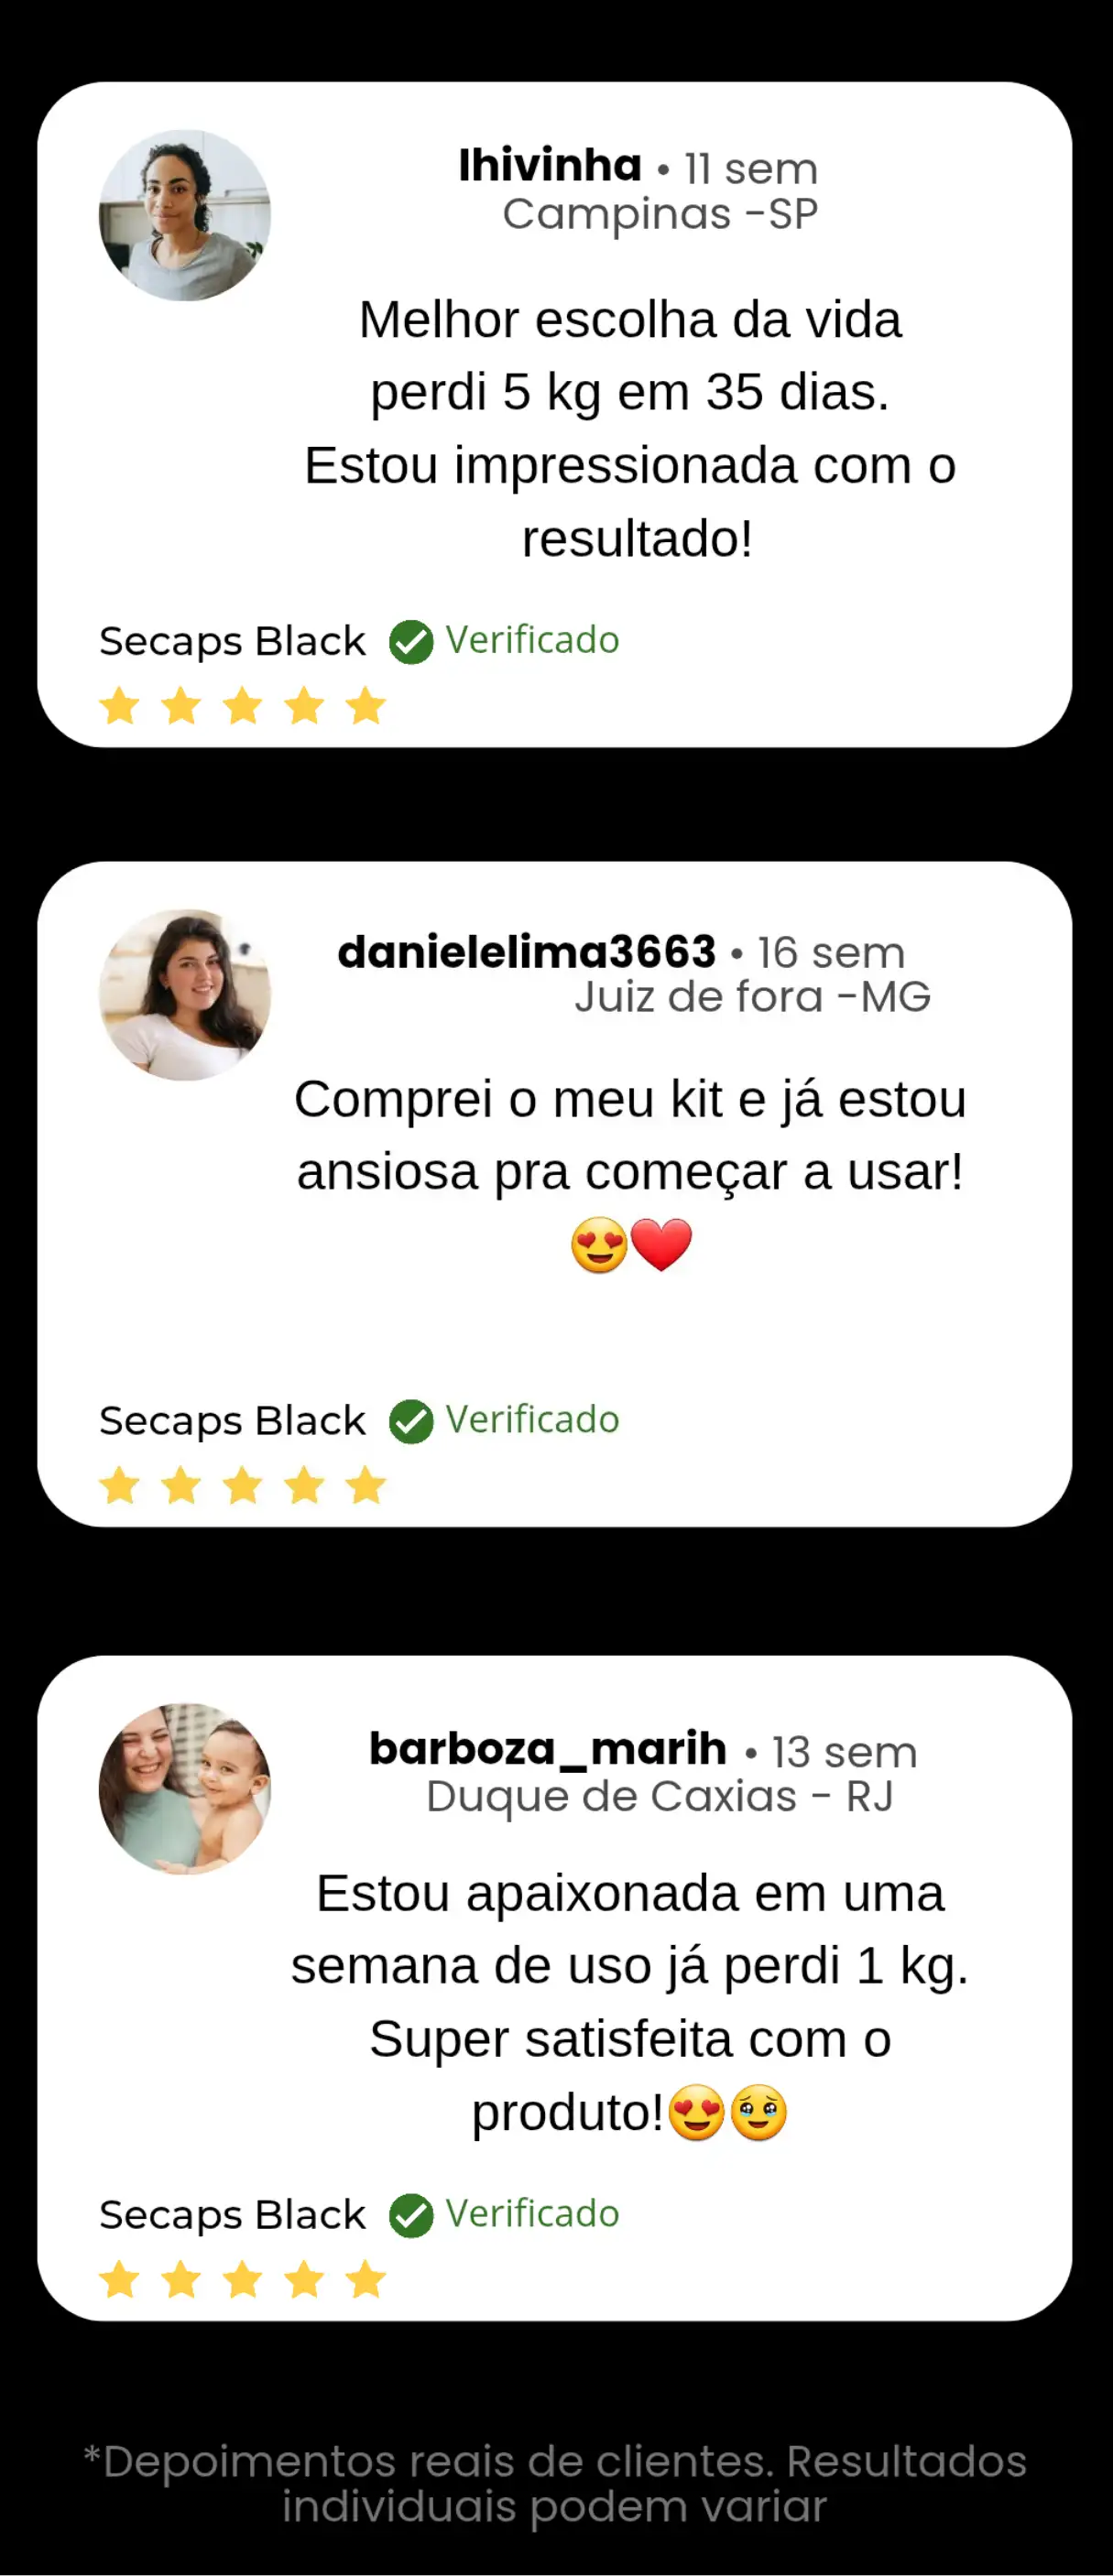 lhivinha • 11 sem
Campinas -SP
Melhor escolha da vida
perdi 5 kg em 35 dias.
Estou impressionada com o
resultado!
Secaps Black Verificado
danielelima3663 • 16 sem
Juiz de fora -MG
Comprei o meu kit e já estou
ansiosa pra começar a usar!
😍❤️
Secaps Black Verificado
barboza_marih • 13 sem
Duque de Caxias - RJ
Estou apaixonada em uma
semana de uso já perdi 1 kg.
Super satisfeita com o
produto!😍🥹
Secaps Black Verificado
*Depoimentos reais de clientes. Resultados
individuais podem variar